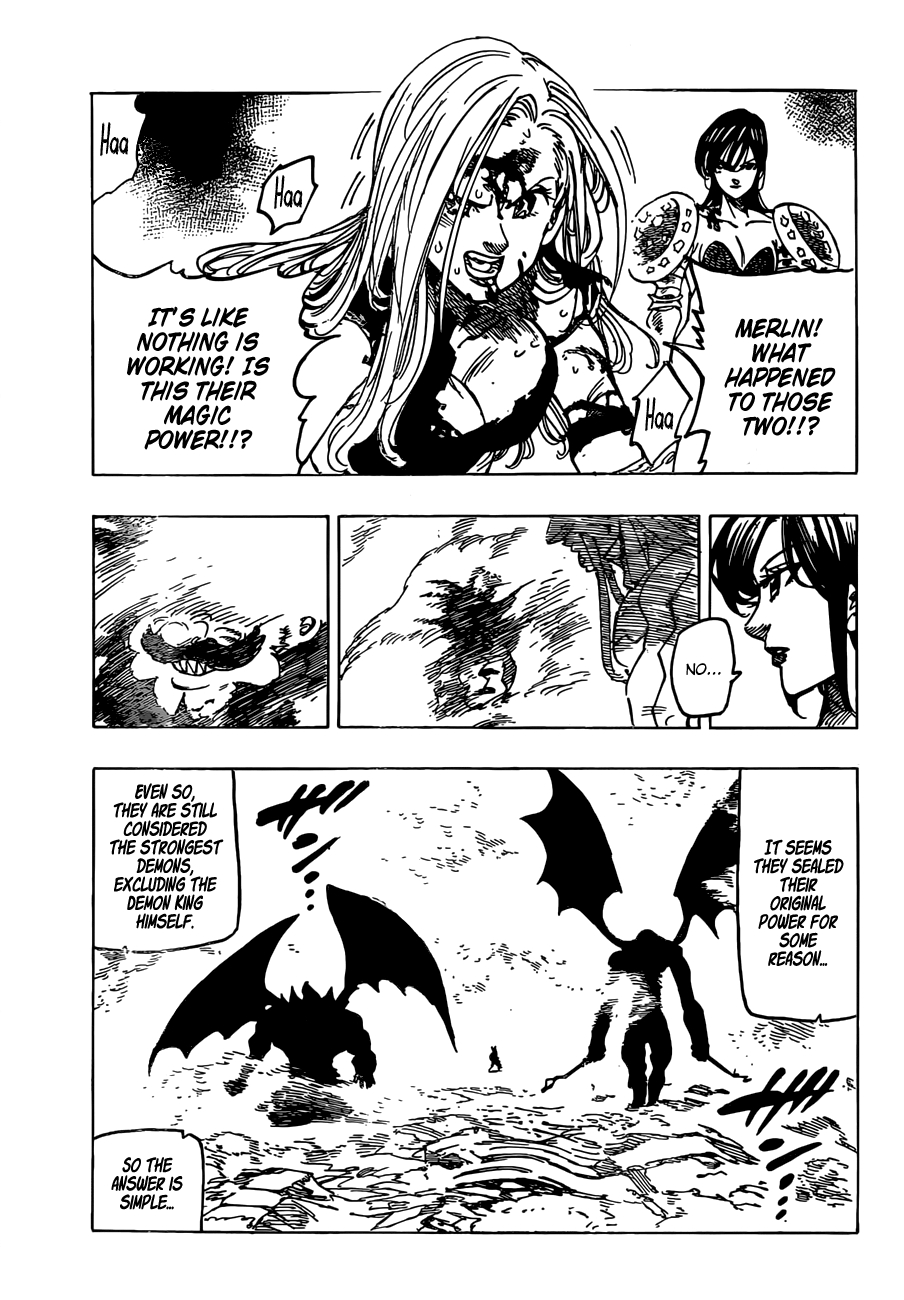 MERLIN!
WHAT
HAPPENED
TO THOSE
TWO!!?
Haa
Haa
Haa
IT'S LIKE
NOTHING IS
WORKING! IS
THIS THEIR
MAGIC
POWER!!?
NO...
IT SEEMS
THEY SEALED
THEIR
ORIGINAL
POWER FOR
SOME
REASON...
EVEN SO,
THEY ARE STILL
CONSIDERED
THE STRONGEST
DEMONS,
EXCLUDING THE
DEMON KING
HIMSELF.
SO THE
ANSWER IS
SIMPLE...